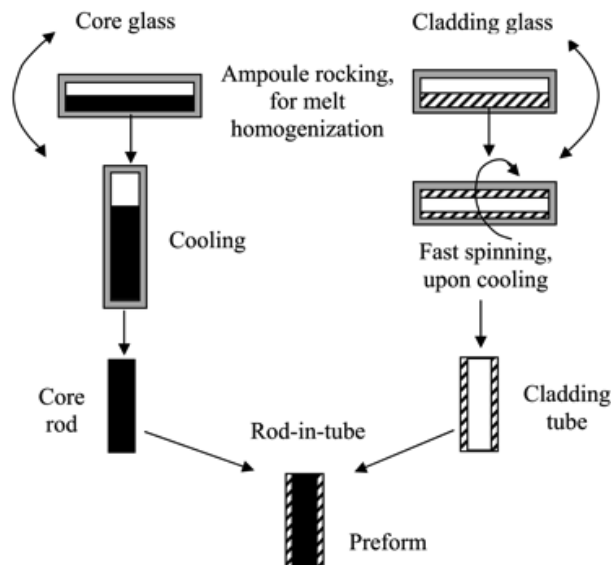 Core glass
Cladding glass
Ampoule rocking,
for melt
homogenization
Cooling
Fast spinning,
upon cooling
Core
rod
Cladding
tube
Rod-in-tube
Preform